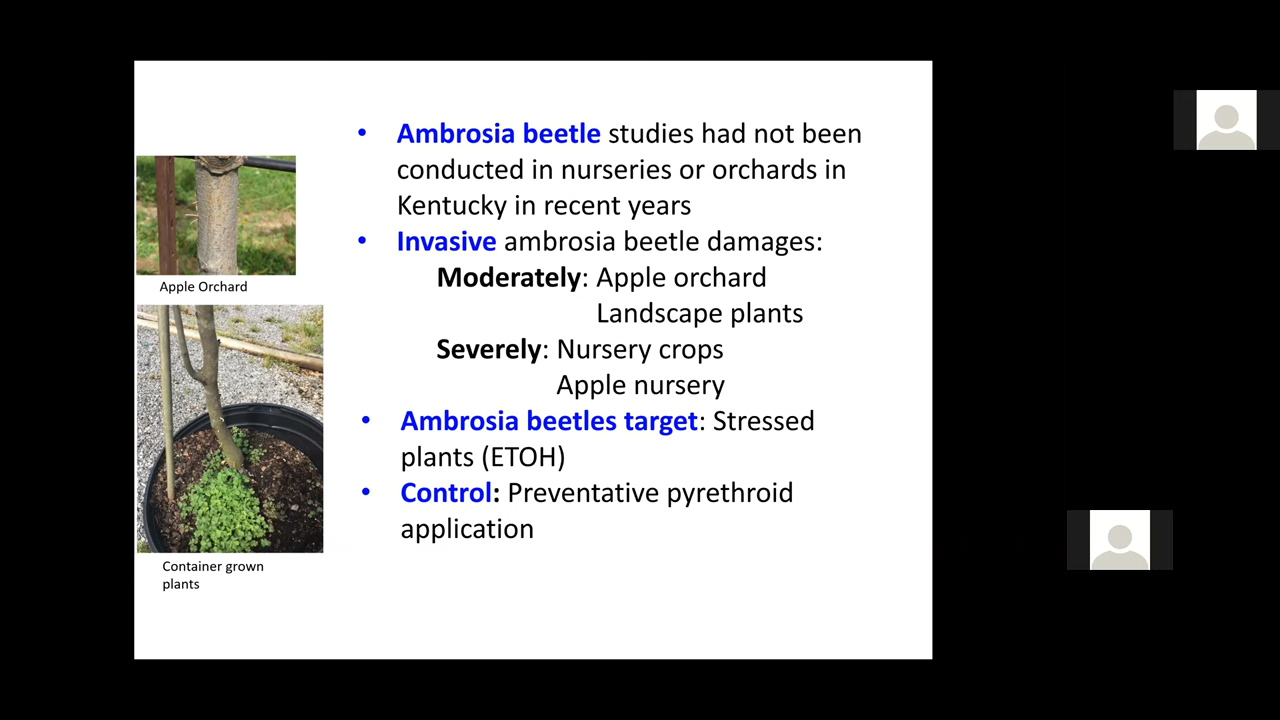 • Ambrosia beetle studies had not been
conducted in nurseries or orchards in
Kentucky in recent years
• Invasive ambrosia beetle damages:
Moderately: Apple orchard
Landscape plants
Severely: Nursery crops
Apple nursery
• Ambrosia beetles target: Stressed
plants (ETOH)
• Control: Preventative pyrethroid
application
Apple Orchard
Container grown
plants